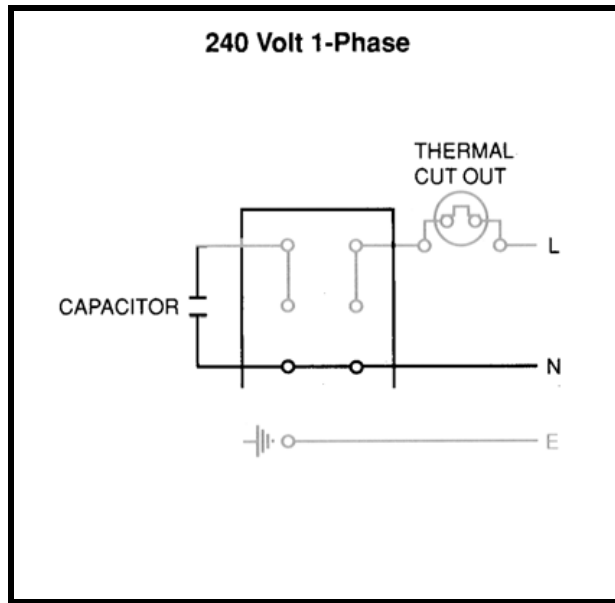 240 Volt 1-Phase
THERMAL
CUT OUT
L
CAPACITOR
N
E